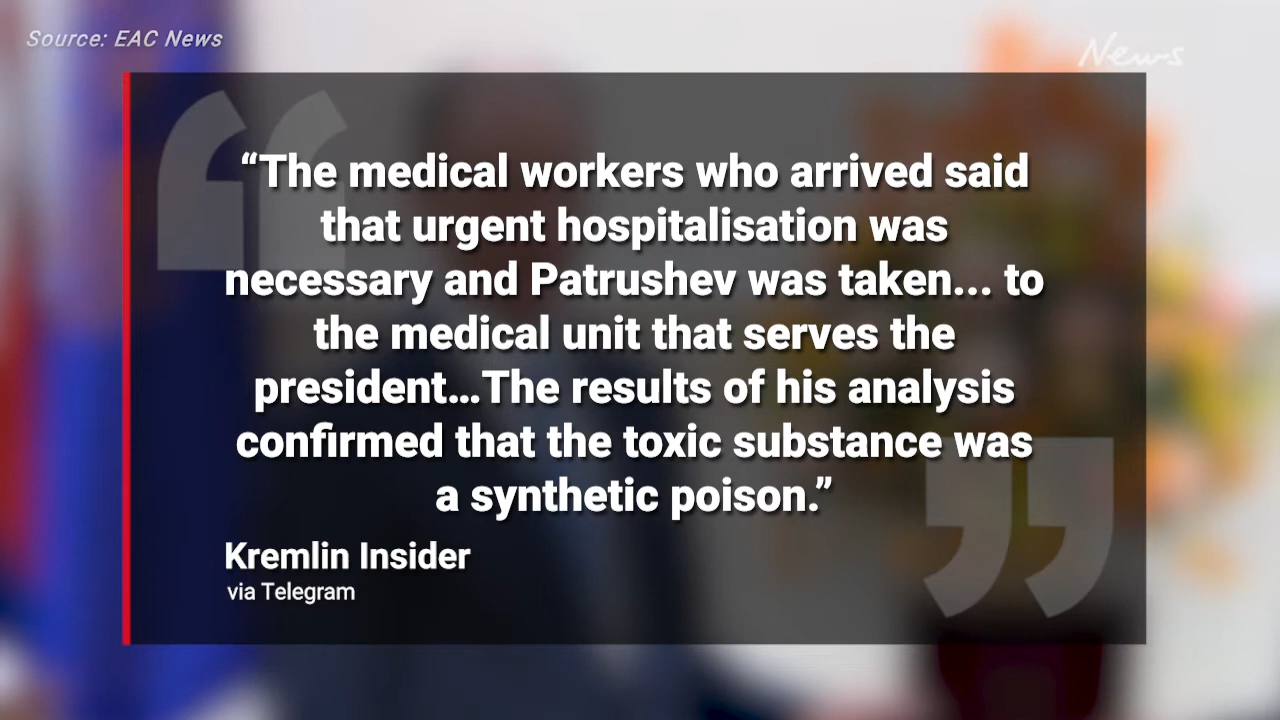 Source: EAC News
News
“The medical workers who arrived said
that urgent hospitalisation was
necessary and Patrushev was taken... to
the medical unit that serves the
president...The results of his analysis
confirmed that the toxic substance was
a synthetic poison.”
Kremlin Insider
via Telegram